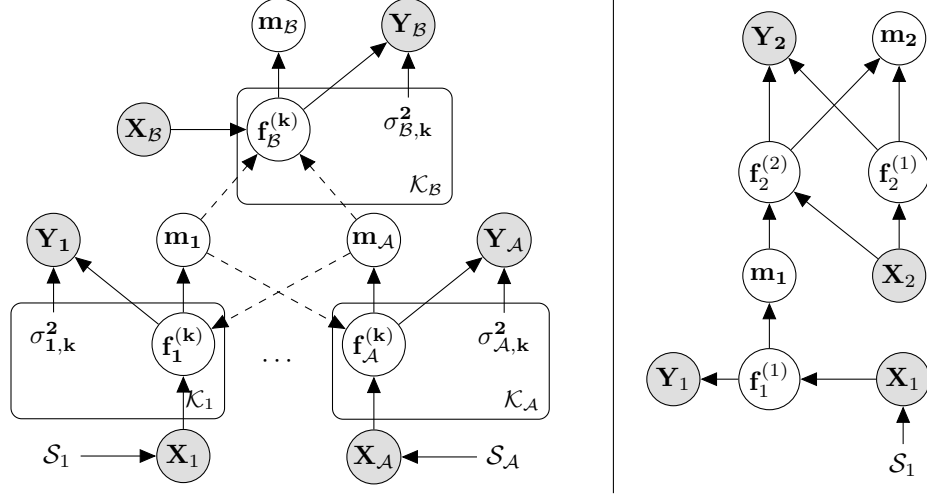 m_ℬ
Y_ℬ
X_ℬ
f_ℬ^(k)
σ²_ℬ,k
𝒦_ℬ
Y_1
m_1
m_𝒜
Y_𝒜
σ²_1,k
f_1^(k)
𝒦_1
...
f_𝒜^(k)
σ²_𝒜,k
𝒦_𝒜
𝒮_1
X_1
X_𝒜
𝒮_𝒜
Y_2
m_2
f_2^(2)
f_2^(1)
m_1
X_2
Y_1
f_1^(1)
X_1
𝒮_1